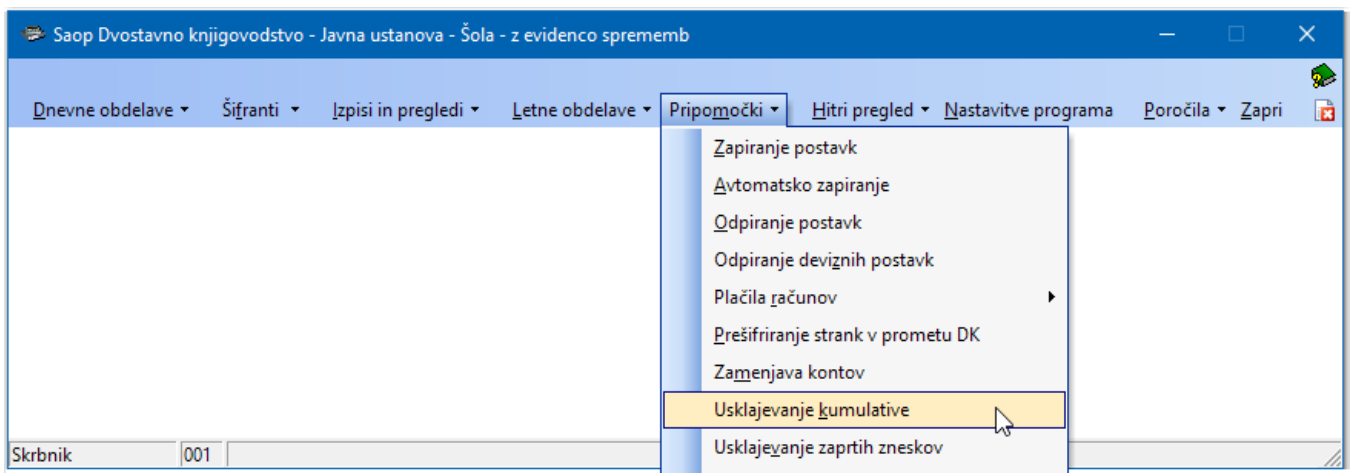 Saop Dvostavno knjigovodstvo - Javna ustanova - Šola - z evidenco sprememb
Dnevne obdelave Šifranti Izpisi in pregledi Letne obdelave Pripomočki Hitri pregled Nastavitve programa Poročila Zapri
Zapiranje postavk
Avtomatsko zapiranje
Odpiranje postavk
Odpiranje deviznih postavk
Plačila računov
Prešifriranje strank v prometu DK
Zamenjava kontov
Usklajevanje kumulative
Usklajevanje zaprtih zneskov
Skrbnik 001